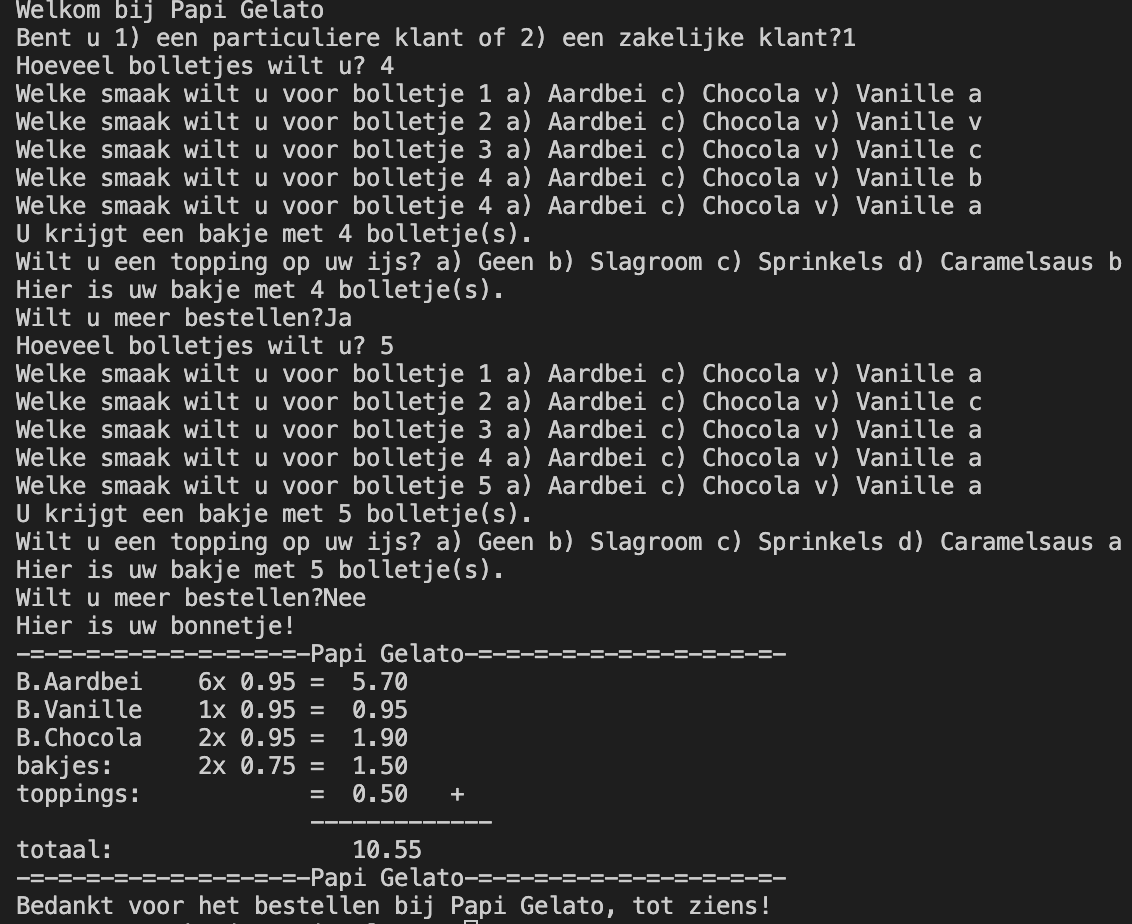 Welkom bij Papi Gelato
Bent u 1) een particuliere klant of 2) een zakelijke klant?1
Hoeveel bolletjes wilt u? 4
Welke smaak wilt u voor bolletje 1 a) Aardbei c) Chocola v) Vanille a
Welke smaak wilt u voor bolletje 2 a) Aardbei c) Chocola v) Vanille v
Welke smaak wilt u voor bolletje 3 a) Aardbei c) Chocola v) Vanille c
Welke smaak wilt u voor bolletje 4 a) Aardbei c) Chocola v) Vanille b
Welke smaak wilt u voor bolletje 4 a) Aardbei c) Chocola v) Vanille a
U krijgt een bakje met 4 bolletje(s).
Wilt u een topping op uw ijs? a) Geen b) Slagroom c) Sprinkels d) Caramelsaus b
Hier is uw bakje met 4 bolletje(s).
Wilt u meer bestellen?Ja
Hoeveel bolletjes wilt u? 5
Welke smaak wilt u voor bolletje 1 a) Aardbei c) Chocola v) Vanille a
Welke smaak wilt u voor bolletje 2 a) Aardbei c) Chocola v) Vanille c
Welke smaak wilt u voor bolletje 3 a) Aardbei c) Chocola v) Vanille a
Welke smaak wilt u voor bolletje 4 a) Aardbei c) Chocola v) Vanille a
Welke smaak wilt u voor bolletje 5 a) Aardbei c) Chocola v) Vanille a
U krijgt een bakje met 5 bolletje(s).
Wilt u een topping op uw ijs? a) Geen b) Slagroom c) Sprinkels d) Caramelsaus a
Hier is uw bakje met 5 bolletje(s).
Wilt u meer bestellen?Nee
Hier is uw bonnetje!
-=-=-=-=-=-=-=-=-=-=-Papi Gelato-=-=-=-=-=-=-=-=-=-=-=-
B.Aardbei    6x 0.95 =  5.70
B.Vanille    1x 0.95 =  0.95
B.Chocola    2x 0.95 =  1.90
bakjes:      2x 0.75 =  1.50
toppings:            =  0.50   +
                     -------------
totaal:                 10.55
-=-=-=-=-=-=-=-=-=-=-Papi Gelato-=-=-=-=-=-=-=-=-=-=-=-
Bedankt voor het bestellen bij Papi Gelato, tot ziens!